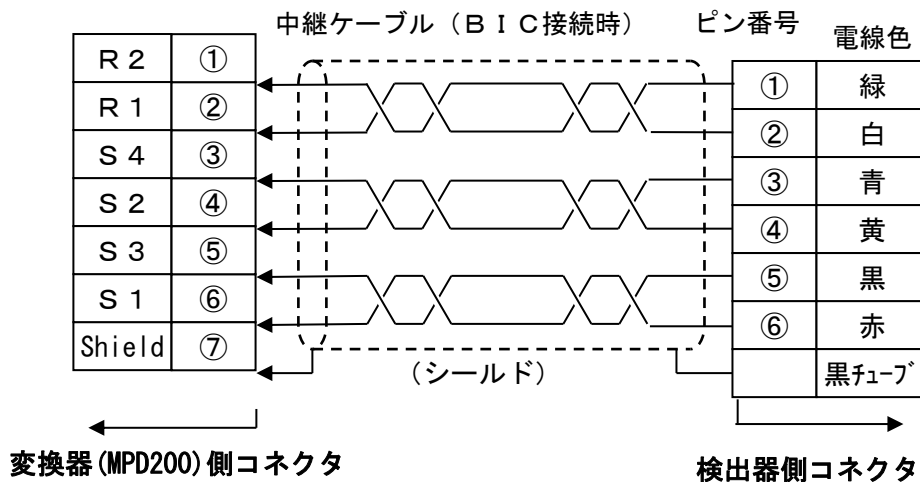 中継ケーブル（ＢＩＣ接続時）
ピン番号
電線色
Ｒ２ ①
Ｒ１ ②
Ｓ４ ③
Ｓ２ ④
Ｓ３ ⑤
Ｓ１ ⑥
Shield ⑦
① 緑
② 白
③ 青
④ 黄
⑤ 黒
⑥ 赤
黒ﾁｭｰﾌﾞ
（シールド）
変換器(MPD200)側コネクタ
検出器側コネクタ